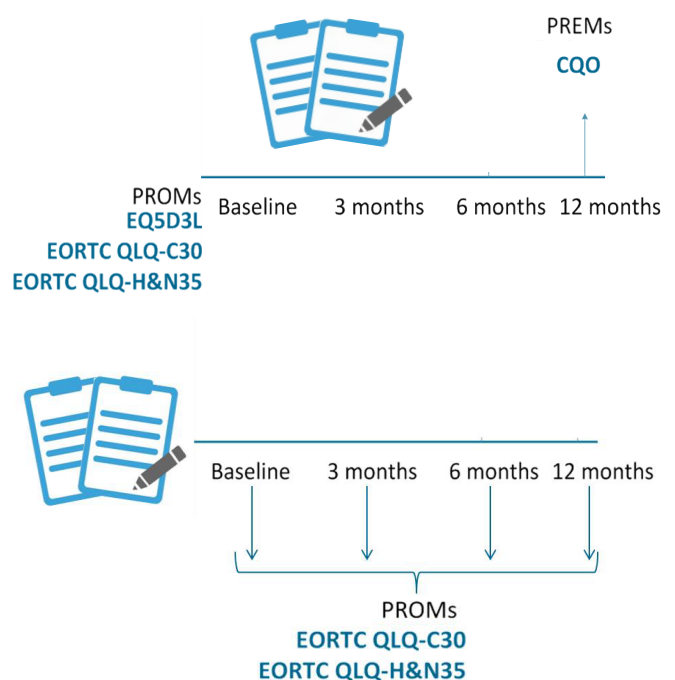 PREMs
CQO
PROMs
EQ5D3L
EORTC QLQ-C30
EORTC QLQ-H&N35
Baseline 3 months 6 months 12 months
Baseline 3 months 6 months 12 months
PROMs
EORTC QLQ-C30
EORTC QLQ-H&N35